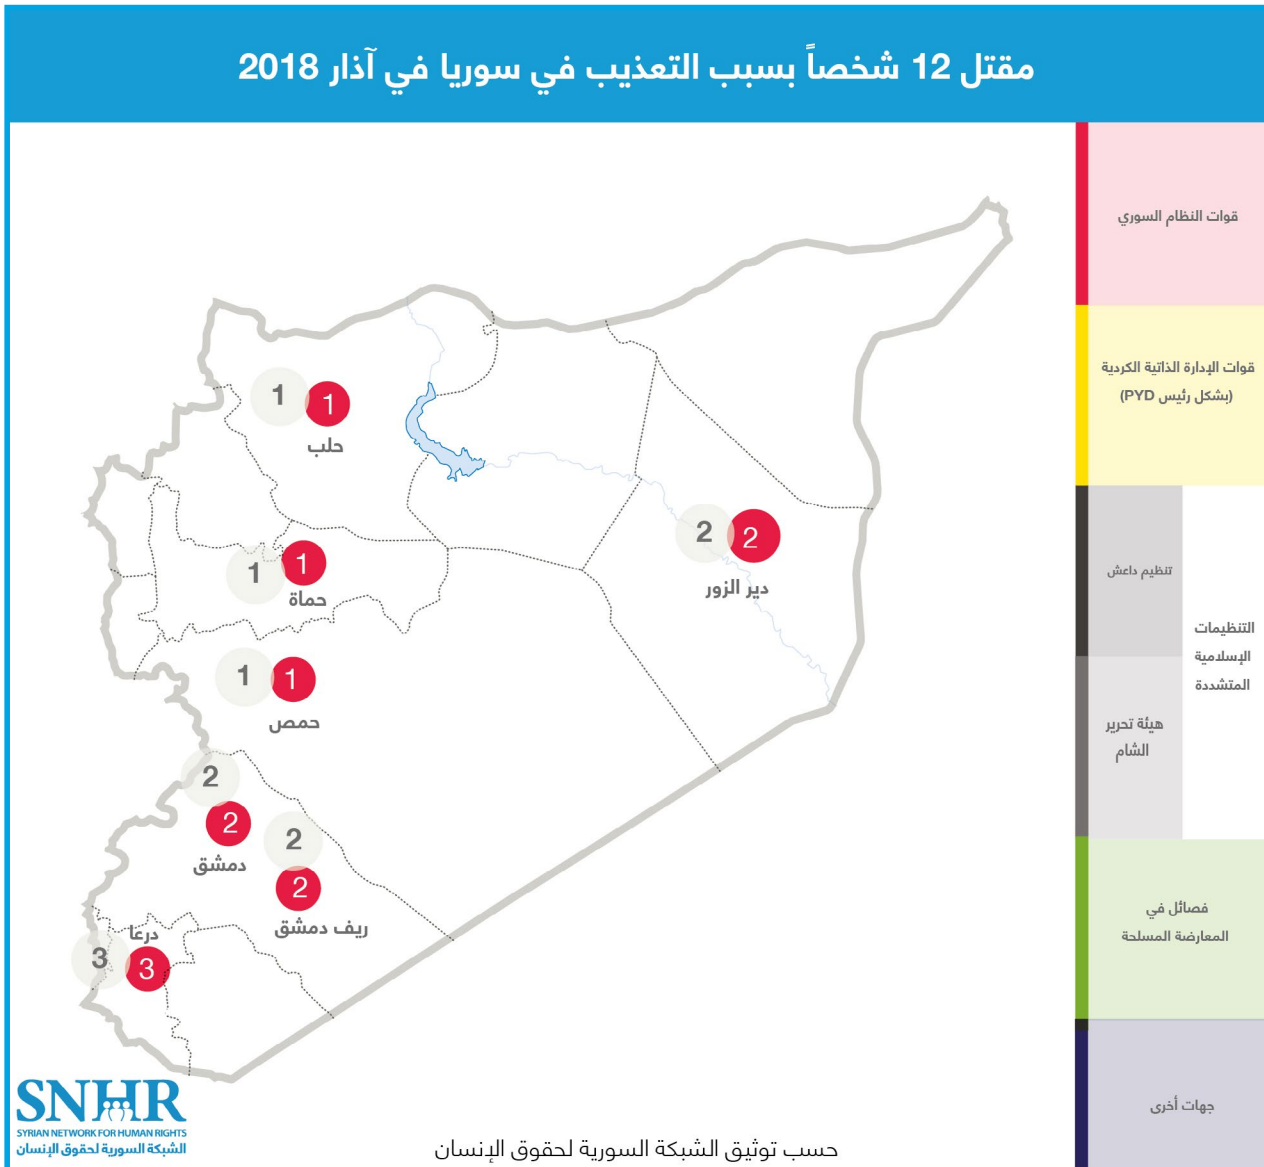 مقتل 12 شخصاً بسبب التعذيب في سوريا في آذار 2018
قوات النظام السوري
قوات الإدارة الذاتية الكردية
(بشكل رئيس PYD)
تنظيم داعش
هيئة تحرير
الشام
التنظيمات
الإسلامية
المتشددة
فصائل في
المعارضة المسلحة
جهات أخرى
1
1
حلب
2
2
دير الزور
1
1
حماة
1
1
حمص
2
2
دمشق
2
2
ريف دمشق
درعا
3
3
SNHR
SYRIAN NETWORK FOR HUMAN RIGHTS
الشبكة السورية لحقوق الإنسان
حسب توثيق الشبكة السورية لحقوق الإنسان